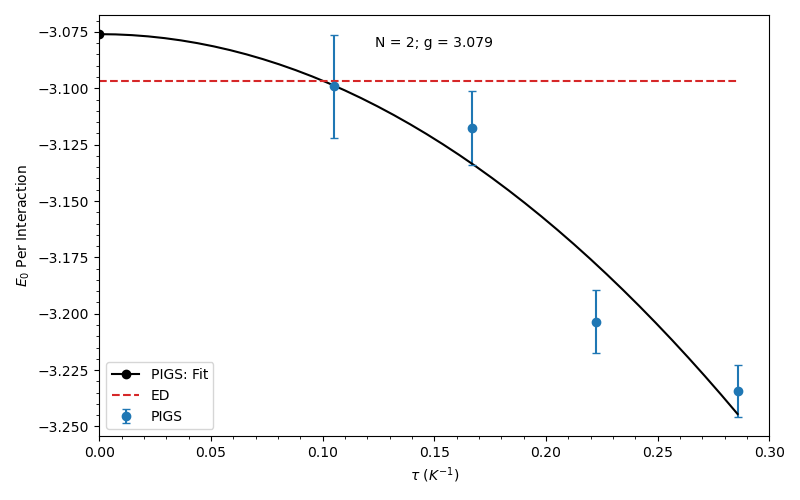 N = 2; g = 3.079
−3.075
−3.100
−3.125
−3.150
−3.175
−3.200
−3.225
−3.250
E₀ Per Interaction
PIGS: Fit
ED
PIGS
0.00 0.05 0.10 0.15 0.20 0.25 0.30
τ (K⁻¹)